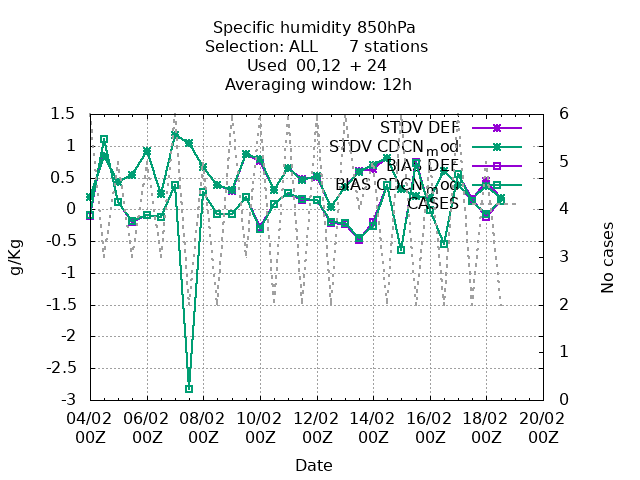 Specific humidity 850hPa
Selection: ALL 7 stations
Used 00,12 + 24
Averaging window: 12h
STDV DEF
STDV CDCNmod
BIAS DEF
BIAS CDCNmod
CASES
1.5
1
0.5
0
-0.5
-1
-1.5
-2
-2.5
-3
g/Kg
6
5
4
3
2
1
0
No cases
04/02 06/02 08/02 10/02 12/02 14/02 16/02 18/02 20/02
00Z 00Z 00Z 00Z 00Z 00Z 00Z 00Z 00Z
Date